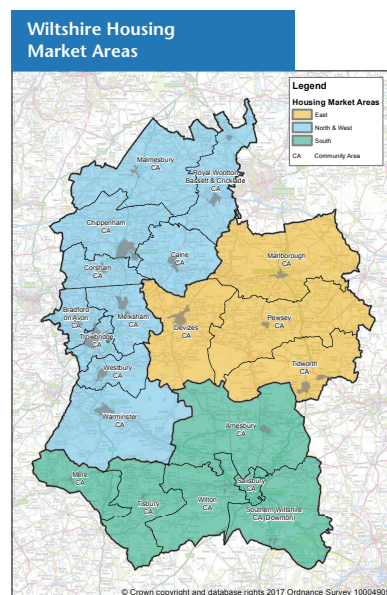 Wiltshire Housing
Market Areas
Legend
Housing Market Areas
East
North & West
South
CA Community Area
Malmesbury
CA
Royal Wootton
Bassett & Cricklade
CA
Chippenham
CA
Calne
CA
Corsham
CA
Marlborough
CA
Bradford
on Avon
CA
Melksham
CA
Devizes
CA
Pewsey
CA
Trowbridge
CA
Westbury
CA
Tidworth
CA
Warminster
CA
Amesbury
CA
Mere
CA
Tisbury
CA
Wilton
CA
Salisbury
CA
Southern Wiltshire
CA (Downton)
© Crown copyright and database rights 2017 Ordnance Survey 1000490